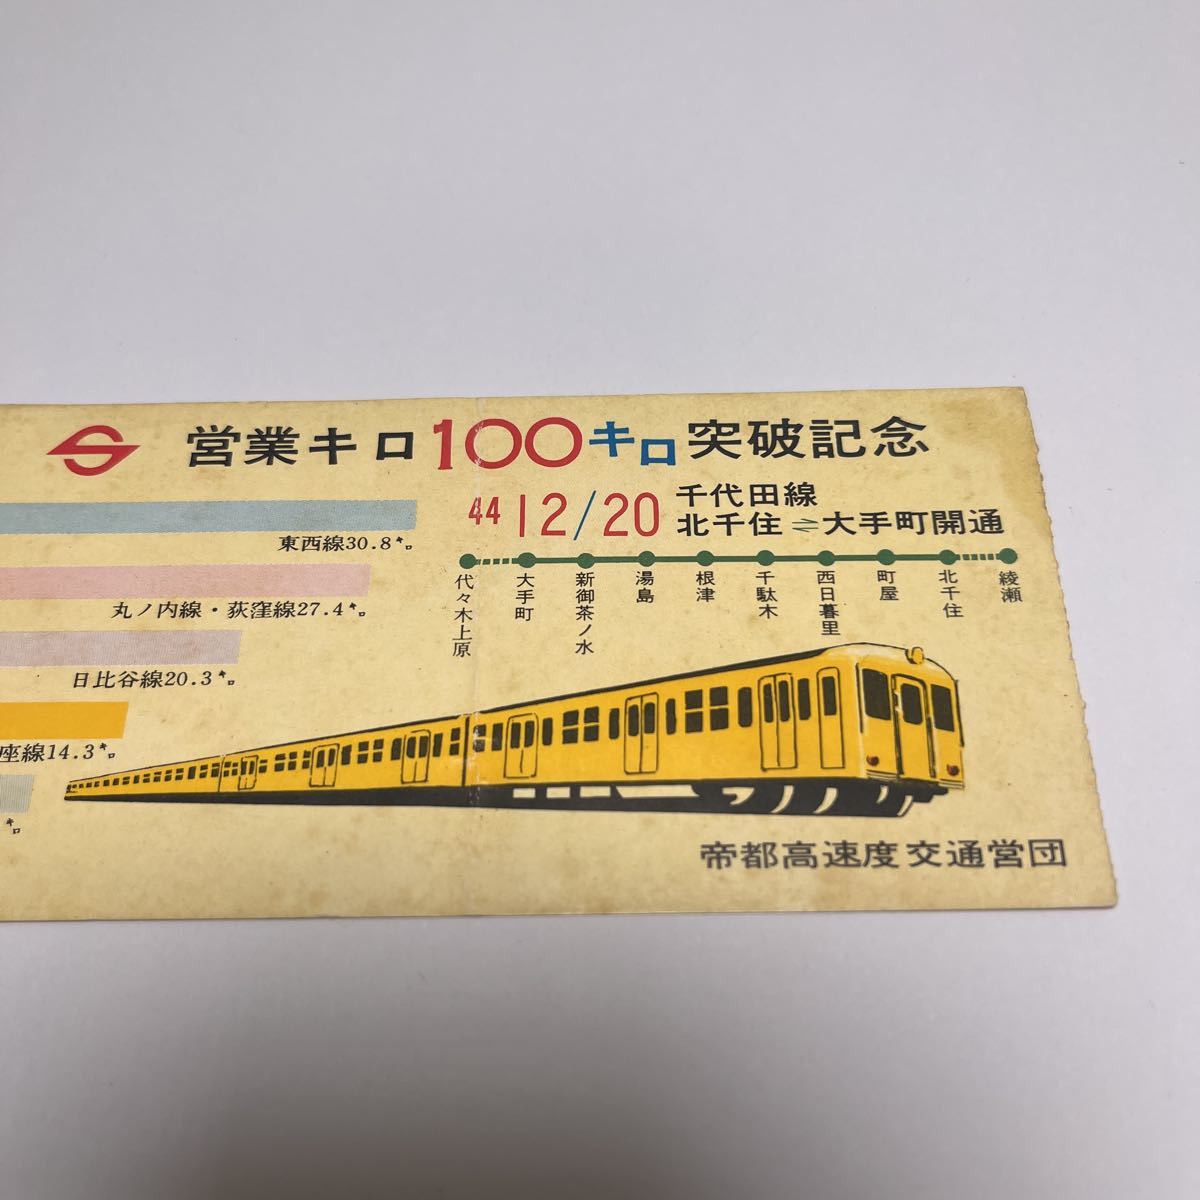 営業キロ100キロ突破記念
44 12/20 千代田線
北千住⇋大手町開通
東西線30.8キロ
丸ノ内線・荻窪線27.4キロ
日比谷線20.3キロ
座線14.3キロ
キロ
代々木上原
大手町
新御茶ノ水
湯島
根津
千駄木
西日暮里
町屋
北千住
綾瀬
帝都高速度交通営団